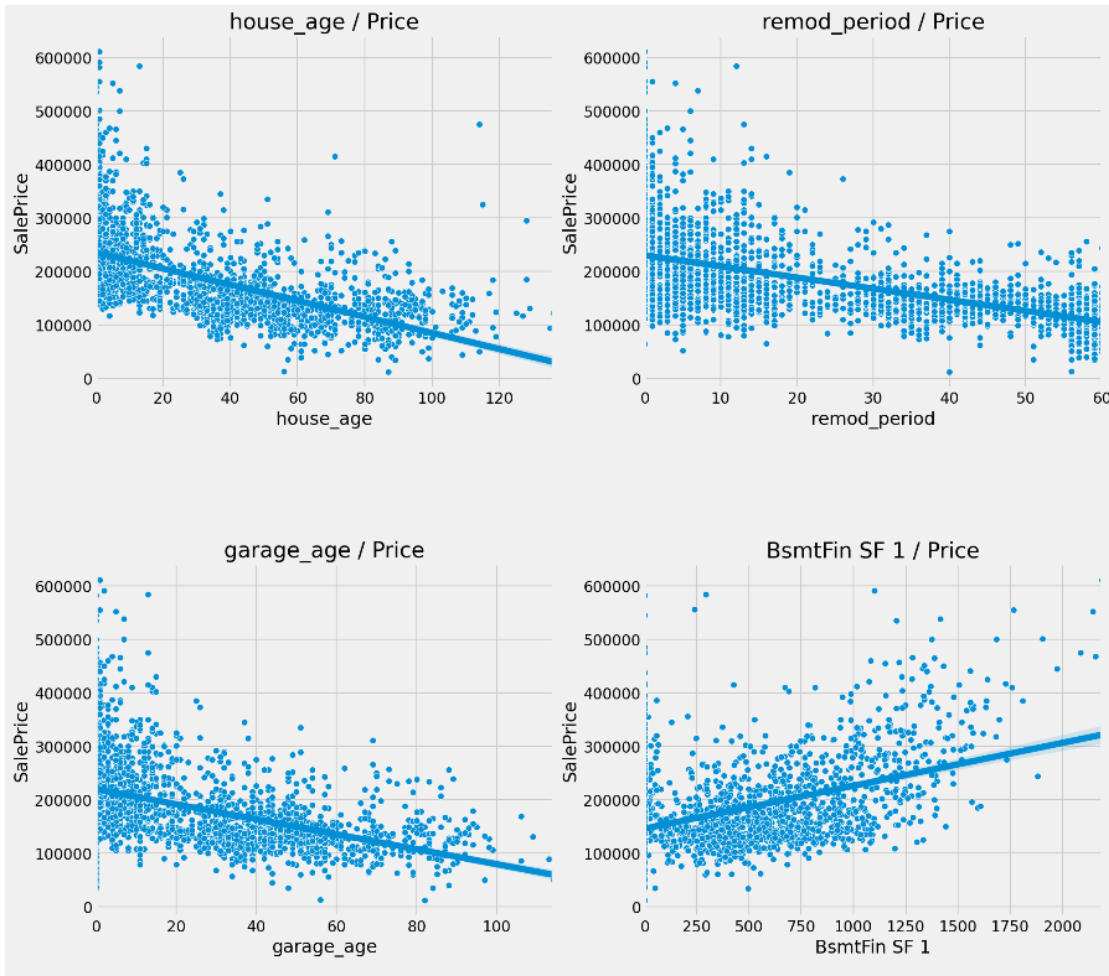 house_age / Price
600000
500000
400000
300000
200000
100000
0
SalePrice
0 20 40 60 80 100 120
house_age
remod_period / Price
600000
500000
400000
300000
200000
100000
0
SalePrice
0 10 20 30 40 50 60
remod_period
garage_age / Price
600000
500000
400000
300000
200000
100000
0
SalePrice
0 20 40 60 80 100
garage_age
BsmtFin SF 1 / Price
600000
500000
400000
300000
200000
100000
0
SalePrice
250 500 750 1000 1250 1500 1750 2000
BsmtFin SF 1